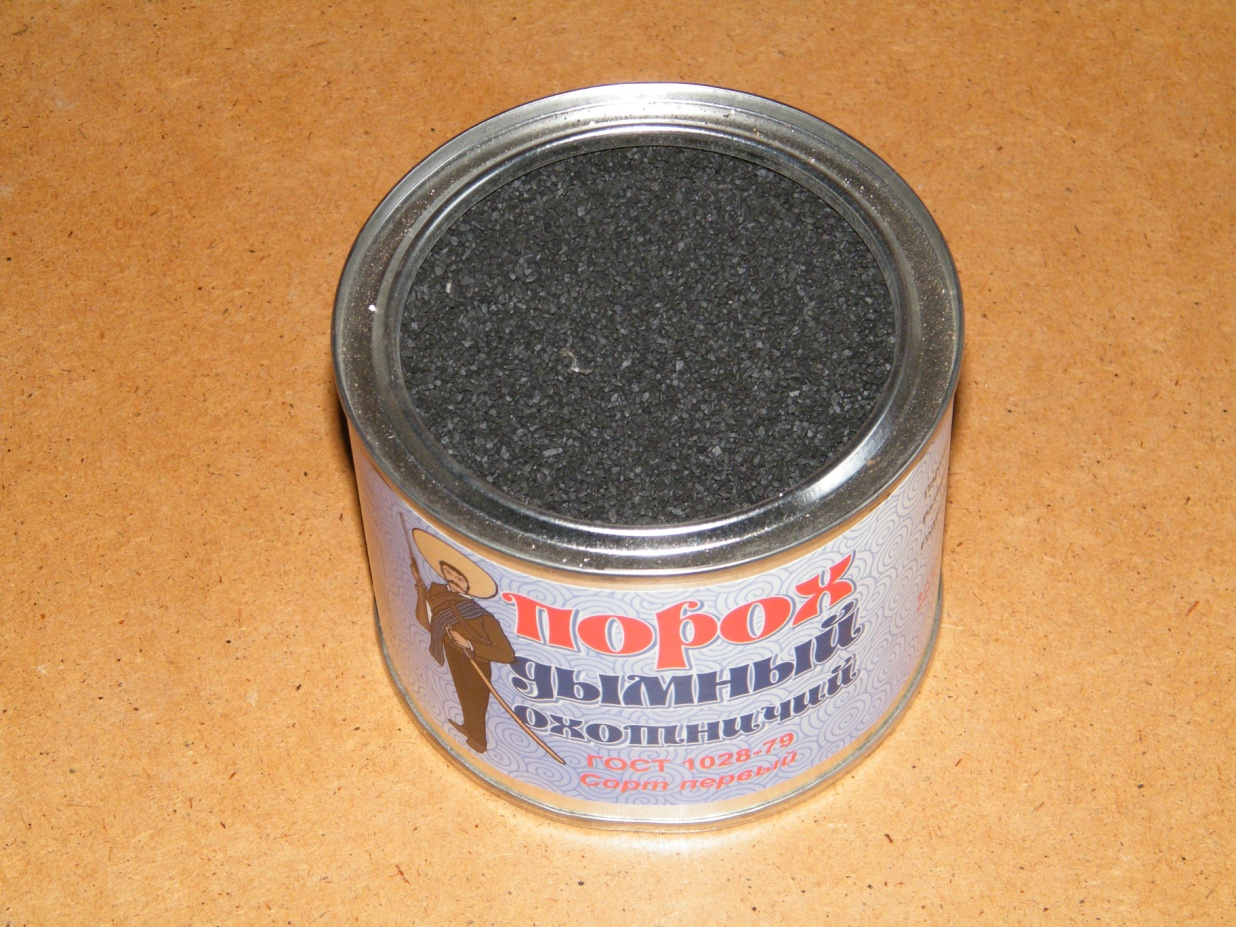 порох
дымный
охотничий
ГОСТ 1028-79
Сорт первый